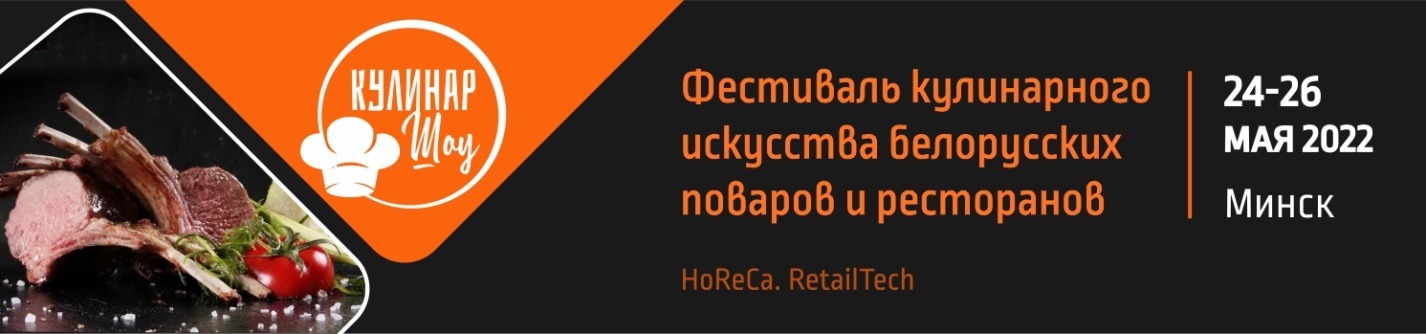 КУЛИНАР
Шоу
Фестиваль кулинарного
искусства белорусских
поваров и ресторанов
HoReCa. RetailTech
24-26
МАЯ 2022
Минск